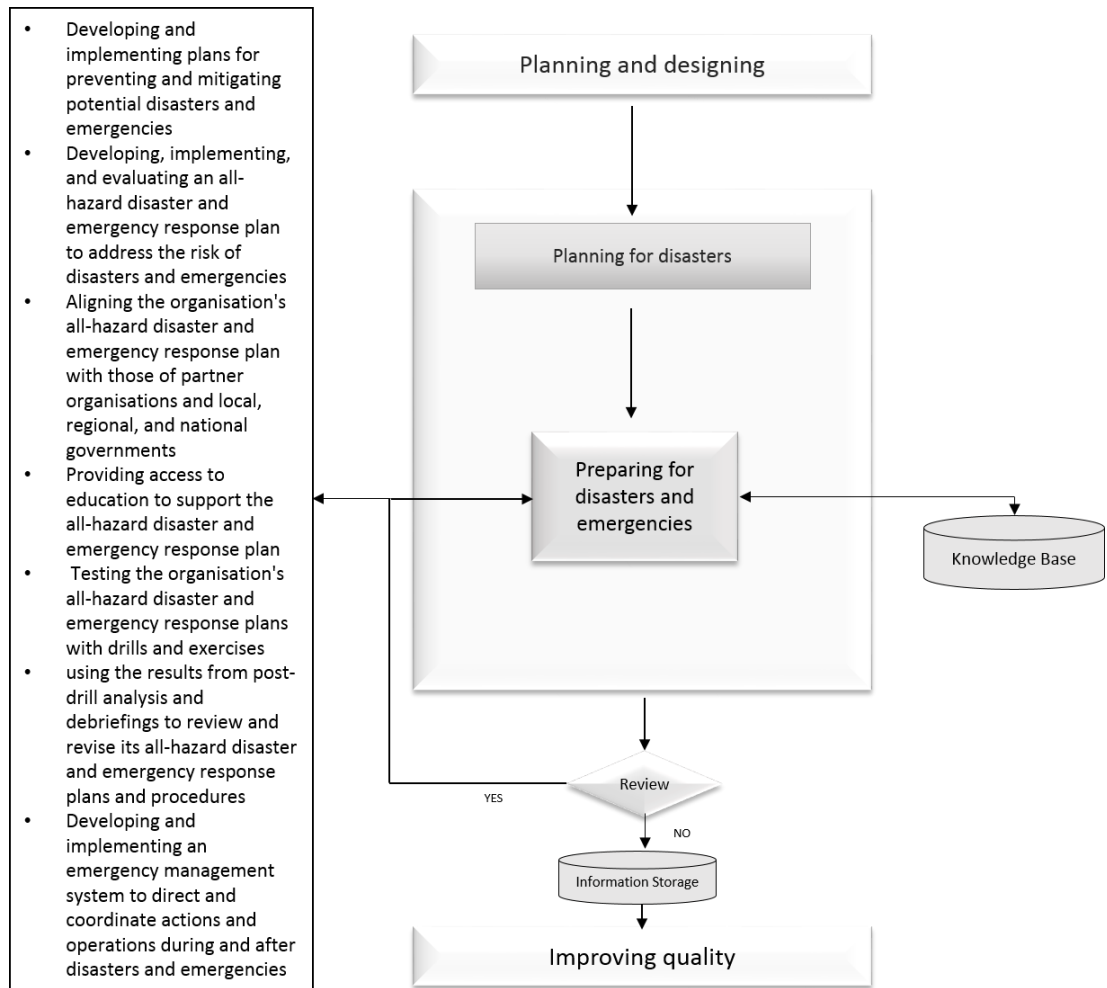 • Developing and
implementing plans for
preventing and mitigating
potential disasters and
emergencies
• Developing, implementing,
and evaluating an all-
hazard disaster and
emergency response plan
to address the risk of
disasters and emergencies
• Aligning the organisation's
all-hazard disaster and
emergency response plan
with those of partner
organisations and local,
regional, and national
governments
• Providing access to
education to support the
all-hazard disaster and
emergency response plan
• Testing the organisation's
all-hazard disaster and
emergency response plans
with drills and exercises
• using the results from post-
drill analysis and
debriefings to review and
revise its all-hazard disaster
and emergency response
plans and procedures
• Developing and
implementing an
emergency management
system to direct and
coordinate actions and
operations during and after
disasters and emergencies
Planning and designing
Planning for disasters
Preparing for
disasters and
emergencies
Knowledge Base
Review
YES
NO
Information Storage
Improving quality